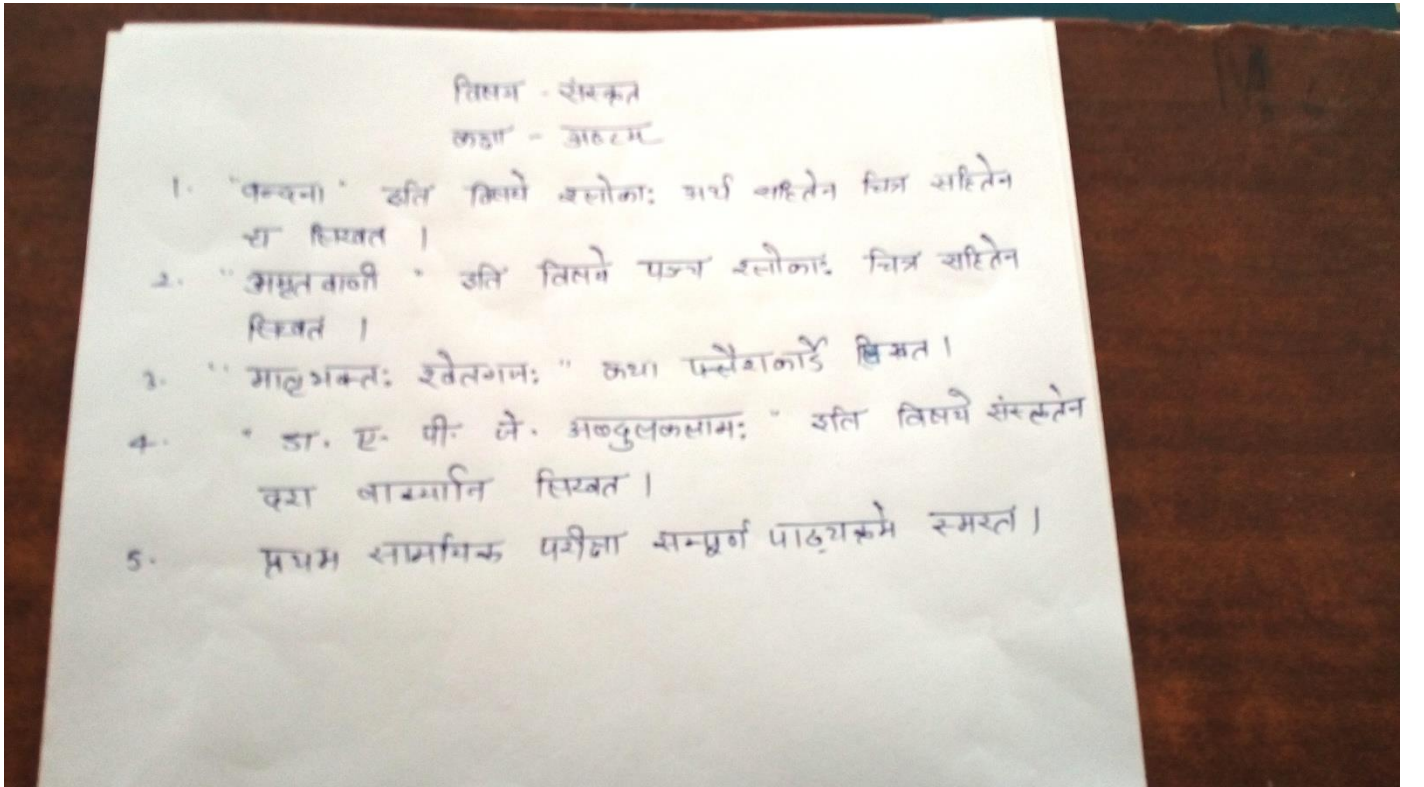 विषय - संस्कृत
कक्षा - अष्टम
1. "वन्दना" इति विषये श्लोकाः अर्थ सहितेन चित्र सहितेन
च लिखत ।
2. "अमृतवाणी" इति विषये पञ्च श्लोकाः चित्र सहितेन
लिखत ।
3. "मातृभक्तः श्वेतगजः" कथा फ्लैशकार्डे लिखत ।
4. "डा. ए. पी. जे. अब्दुलकलामः" इति विषये संस्कृतेन
दश वाक्यानि लिखत ।
5. प्रथम सामयिक परीक्षा सम्पूर्ण पाठ्यक्रमे स्मरत ।